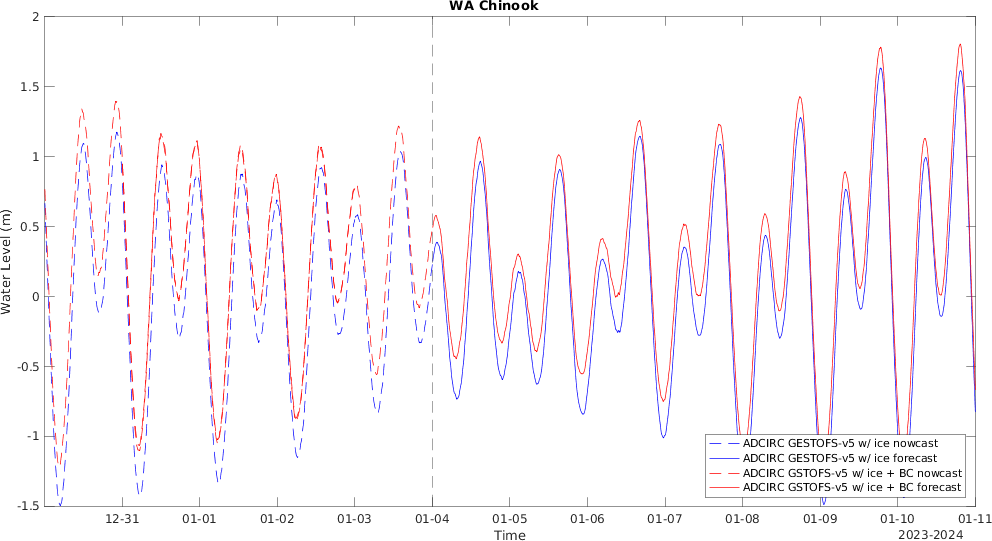 WA Chinook
2
1.5
1
0.5
0
-0.5
-1
-1.5
Water Level (m)
ADCIRC GESTOFS-v5 w/ ice nowcast
ADCIRC GESTOFS-v5 w/ ice forecast
ADCIRC GSTOFS-v5 w/ ice + BC nowcast
ADCIRC GSTOFS-v5 w/ ice + BC forecast
12-31 01-01 01-02 01-03 01-04 01-05 01-06 01-07 01-08 01-09 01-10 01-11
Time
2023-2024